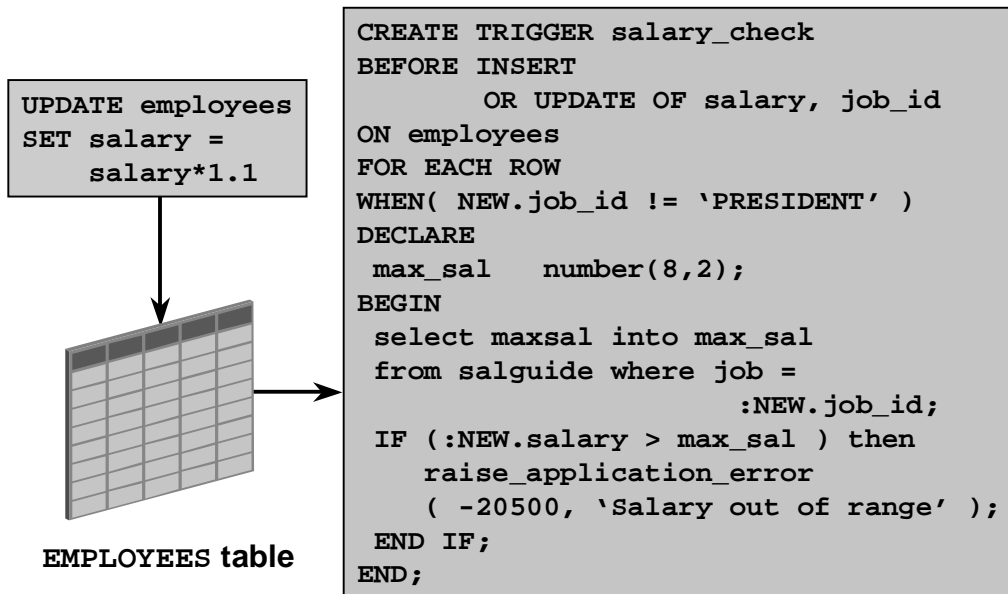 UPDATE employees
SET salary =
salary*1.1
EMPLOYEES table
CREATE TRIGGER salary_check
BEFORE INSERT
OR UPDATE OF salary, job_id
ON employees
FOR EACH ROW
WHEN( NEW.job_id != ‘PRESIDENT’ )
DECLARE
max_sal number(8,2);
BEGIN
select maxsal into max_sal
from salguide where job =
:NEW.job_id;
IF (:NEW.salary > max_sal ) then
raise_application_error
( -20500, ‘Salary out of range’ );
END IF;
END;